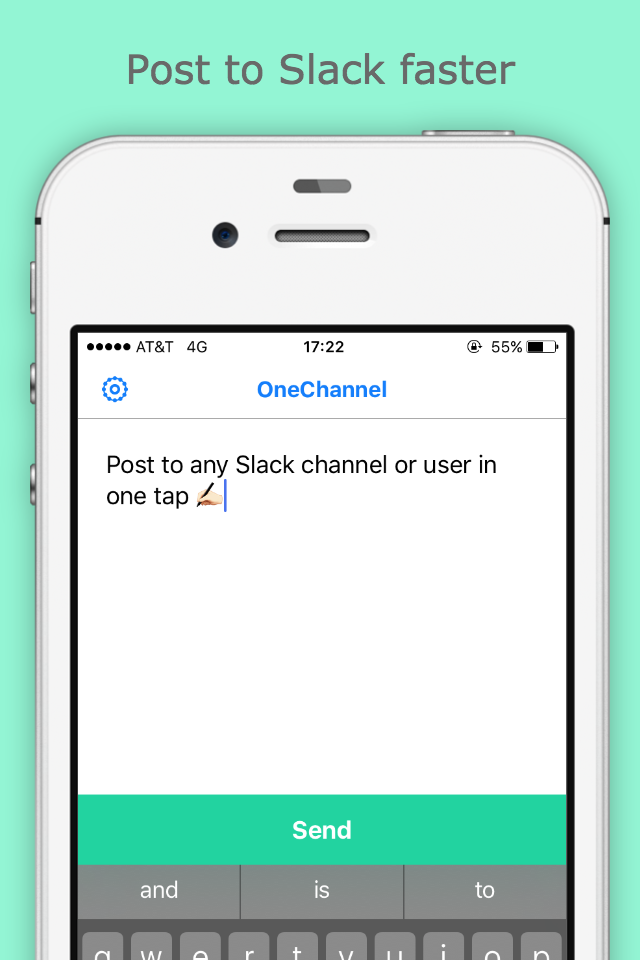 Post to Slack faster
AT&T 4G 17:22 55%
OneChannel
Post to any Slack channel or user in
one tap ✍🏻
Send
and is to
q w e r t y u i o p